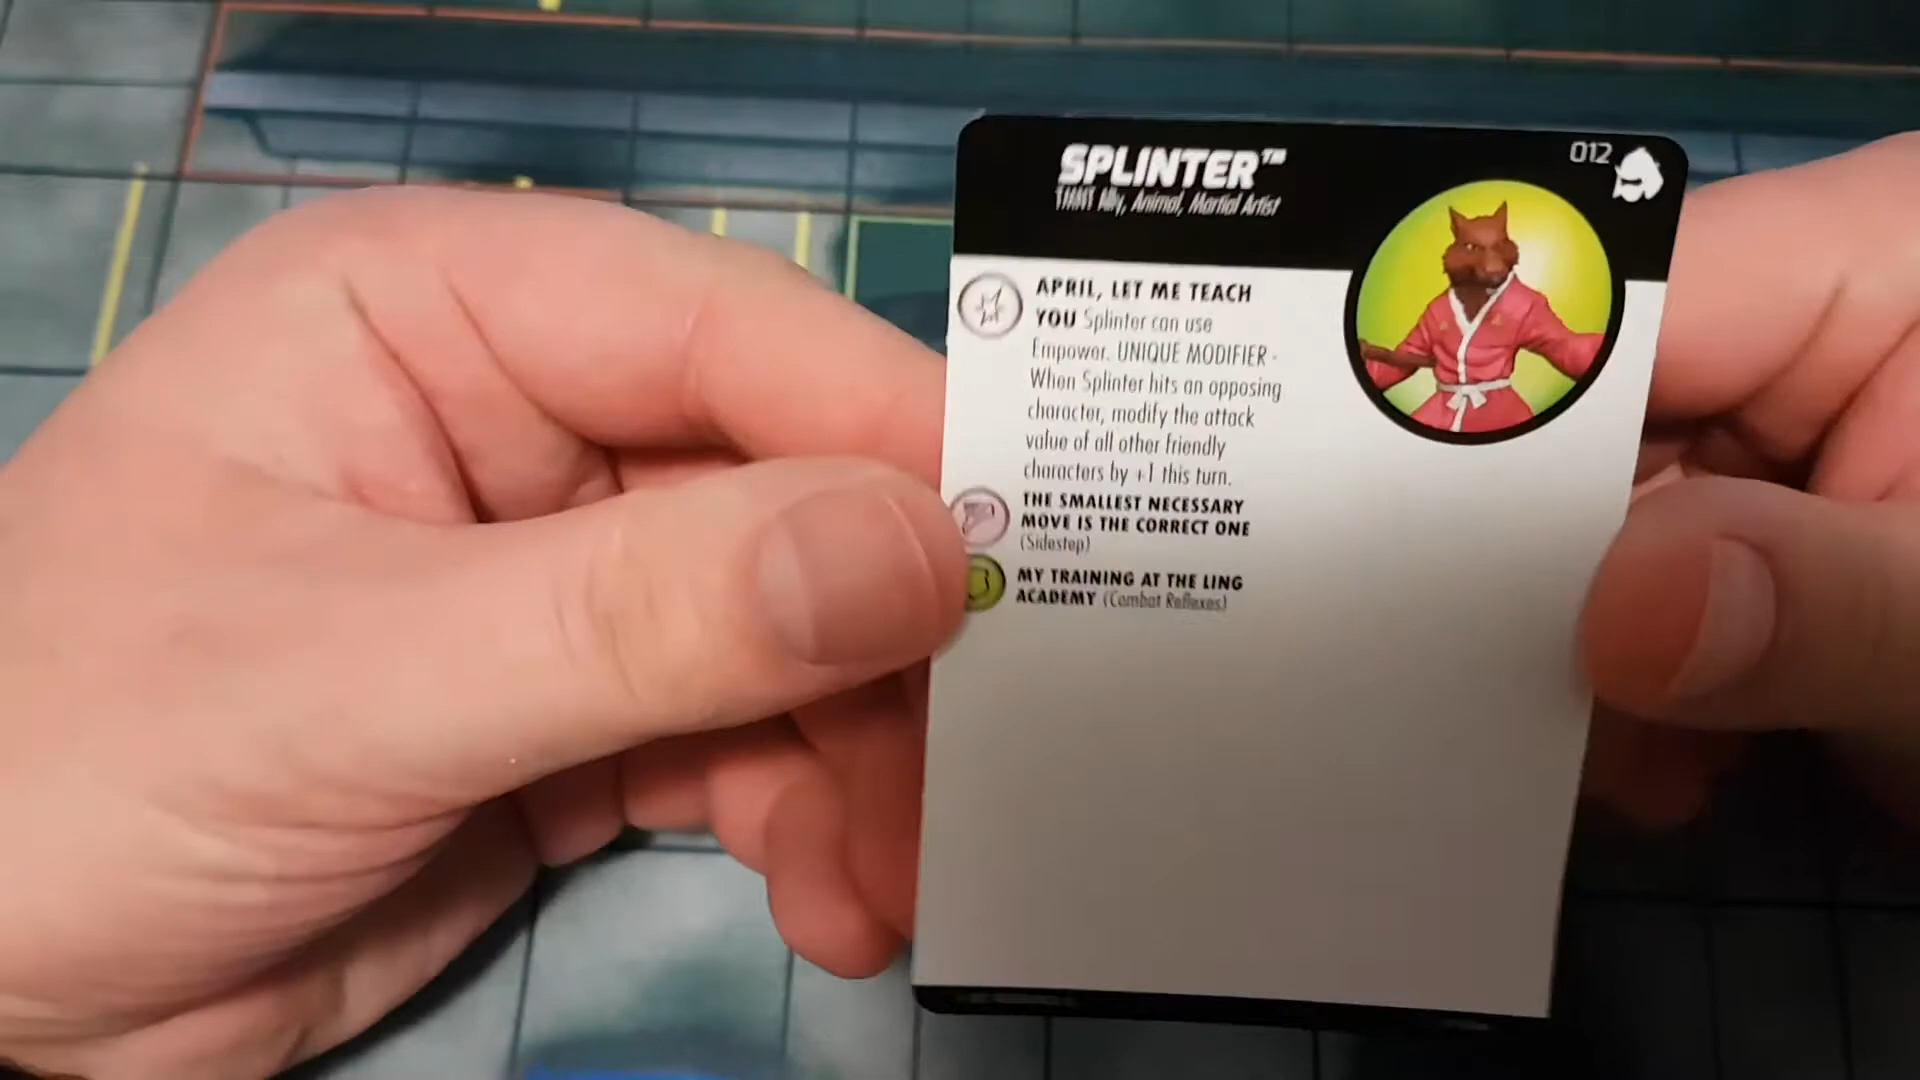 SPLINTER™
012
TMNT Ally, Animal, Martial Artist
APRIL, LET ME TEACH
YOU Splinter can use
Empower. UNIQUE MODIFIER -
When Splinter hits an opposing
character, modify the attack
value of all other friendly
characters by +1 this turn.
THE SMALLEST NECESSARY
MOVE IS THE CORRECT ONE
(Sidestep)
MY TRAINING AT THE LING
ACADEMY (Combat Reflexes)